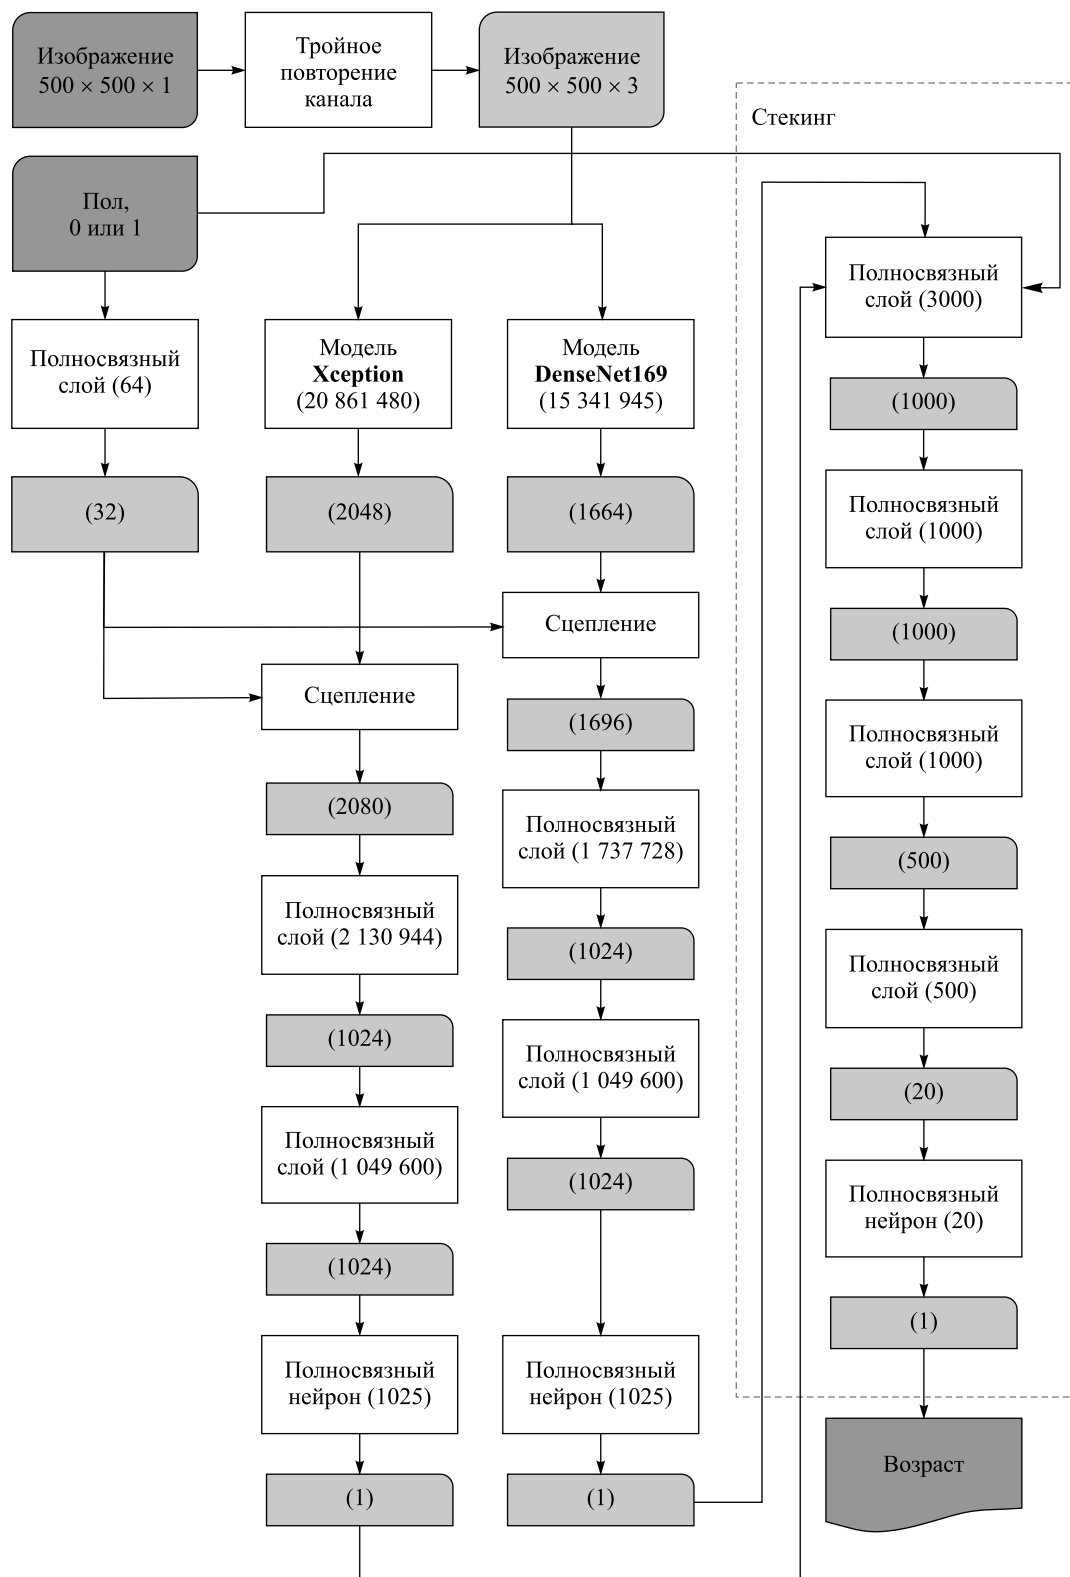 Изображение
500 × 500 × 1
Тройное
повторение
канала
Изображение
500 × 500 × 3
Пол,
0 или 1
Полносвязный
слой (64)
(32)
Модель
Xception
(20 861 480)
(2048)
Сцепление
(2080)
Полносвязный
слой (2 130 944)
(1024)
Полносвязный
слой (1 049 600)
(1024)
Полносвязный
нейрон (1025)
(1)
Модель
DenseNet169
(15 341 945)
(1664)
Сцепление
(1696)
Полносвязный
слой (1 737 728)
(1024)
Полносвязный
слой (1 049 600)
(1024)
Полносвязный
нейрон (1025)
(1)
Стекинг
Полносвязный
слой (3000)
(1000)
Полносвязный
слой (1000)
(1000)
Полносвязный
слой (1000)
(500)
Полносвязный
слой (500)
(20)
Полносвязный
нейрон (20)
(1)
Возраст